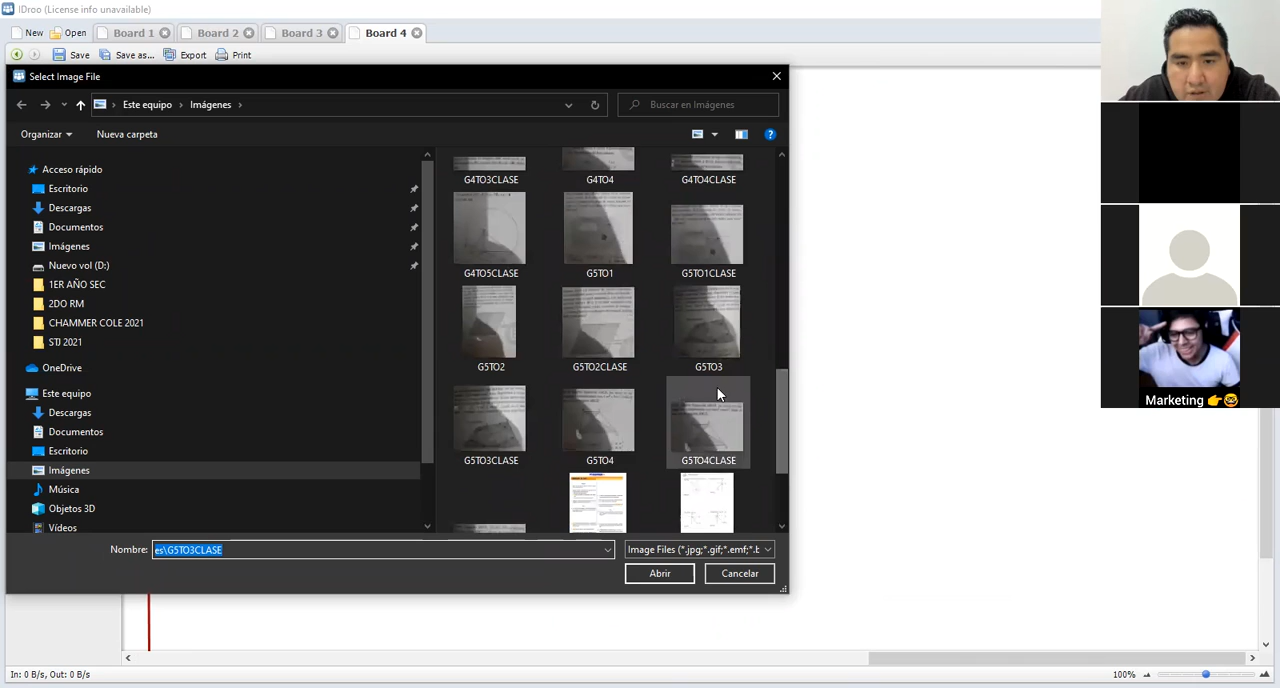 IDroo (License info unavailable)
New Open Board 1 Board 2 Board 3 Board 4
Save Save as... Export Print
Select Image File
Este equipo Imágenes
Buscar en Imágenes
Organizar Nueva carpeta
Acceso rápido
Escritorio
Descargas
Documentos
Imágenes
Nuevo vol (D:)
1ER AÑO SEC
2DO RM
CHAMMER COLE 2021
STJ 2021
OneDrive
Este equipo
Descargas
Documentos
Escritorio
Imágenes
Música
Objetos 3D
Vídeos
G4TO3CLASE G4TO4 G4TO4CLASE
G4TO5CLASE G5TO1 G5TO1CLASE
G5TO2 G5TO2CLASE G5TO3
G5TO3CLASE G5TO4 G5TO4CLASE
Nombre: es\G5TO3CLASE
Image Files (*.jpg;*.gif;*.emf;*.b
Abrir Cancelar
Marketing 👉🤓
In: 0 B/s, Out: 0 B/s
100%